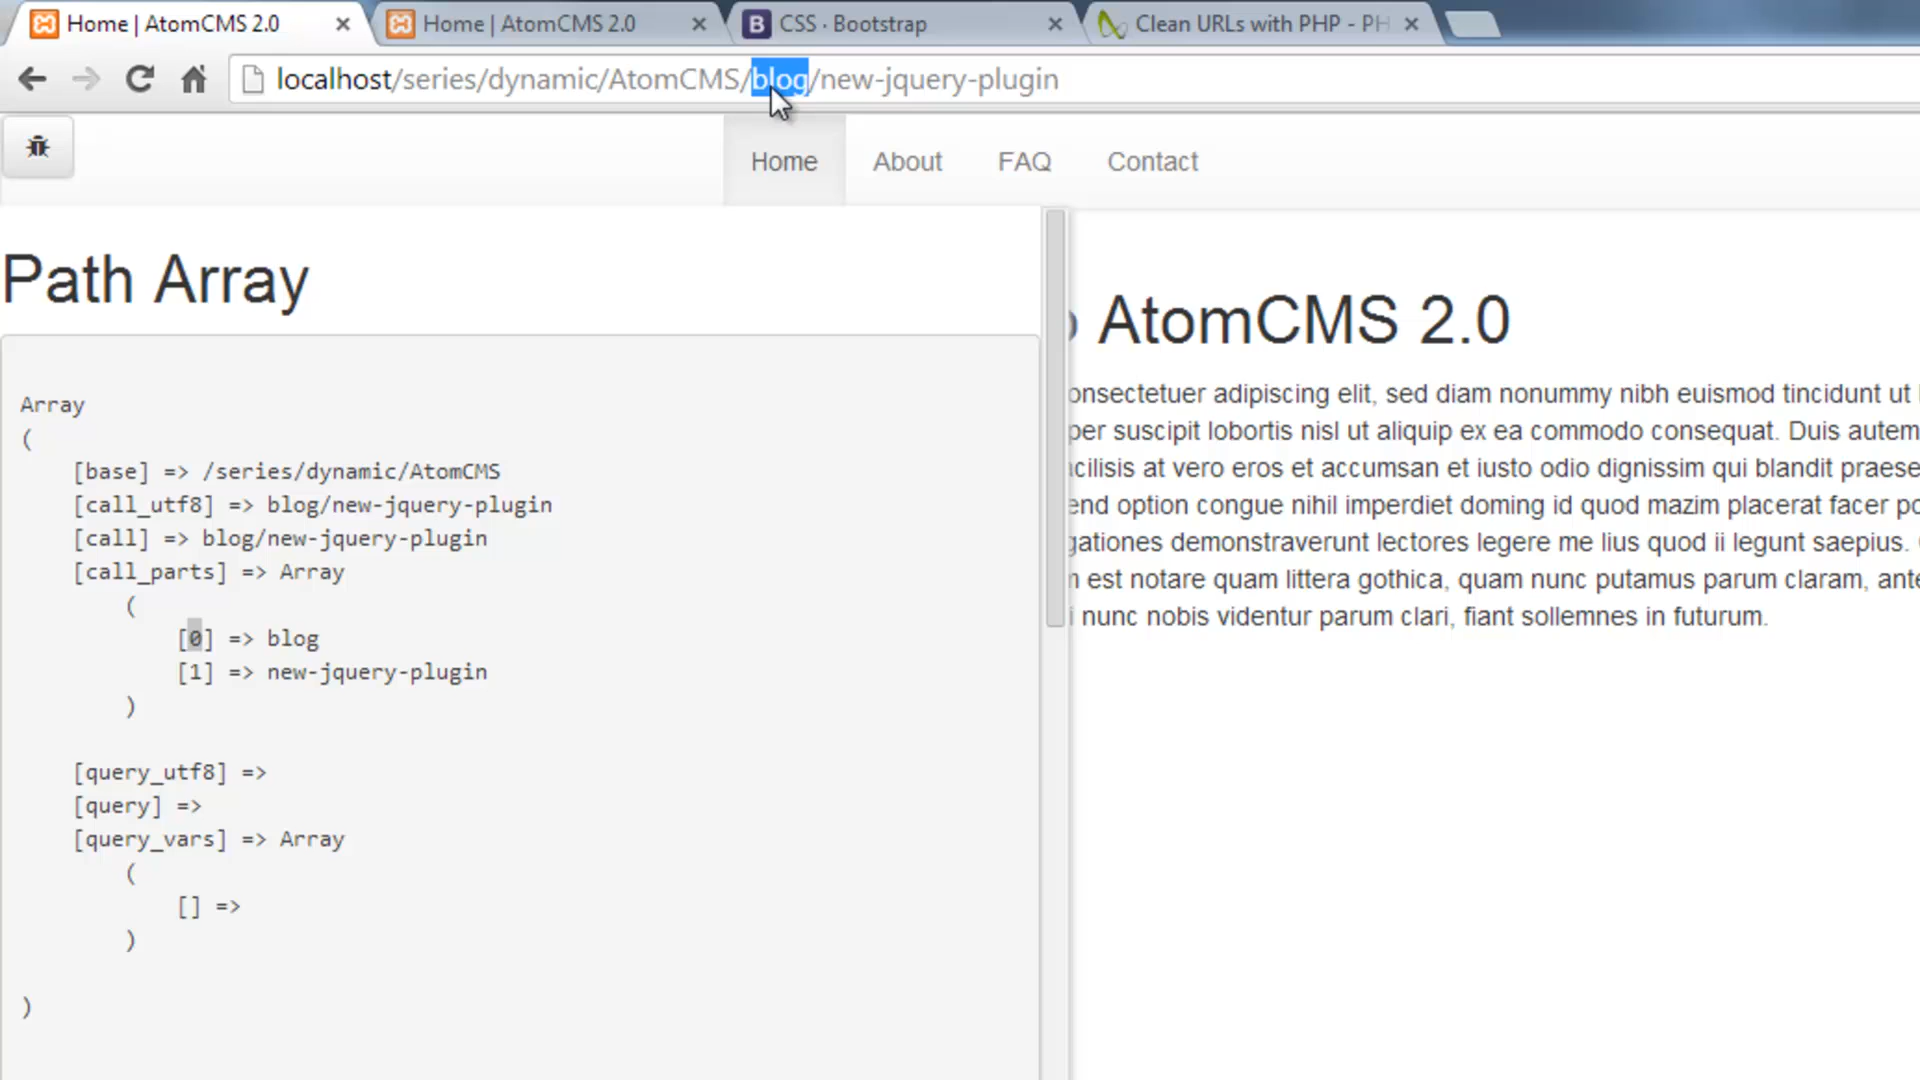 Home | AtomCMS 2.0
Home | AtomCMS 2.0
CSS · Bootstrap
Clean URLs with PHP - PH
localhost/series/dynamic/AtomCMS/blog/new-jquery-plugin
Home About FAQ Contact
Path Array
Array
(
[base] => /series/dynamic/AtomCMS
[call_utf8] => blog/new-jquery-plugin
[call] => blog/new-jquery-plugin
[call_parts] => Array
(
[0] => blog
[1] => new-jquery-plugin
)
[query_utf8] =>
[query] =>
[query_vars] => Array
(
[] =>
)
)
AtomCMS 2.0
onsectetuer adipiscing elit, sed diam nonummy nibh euismod tincidunt ut
per suscipit lobortis nisl ut aliquip ex ea commodo consequat. Duis autem
acilisis at vero eros et accumsan et iusto odio dignissim qui blandit praese
end option congue nihil imperdiet doming id quod mazim placerat facer po
gationes demonstraverunt lectores legere me lius quod ii legunt saepius.
est notare quam littera gothica, quam nunc putamus parum claram, ante
i nunc nobis videntur parum clari, fiant sollemnes in futurum.